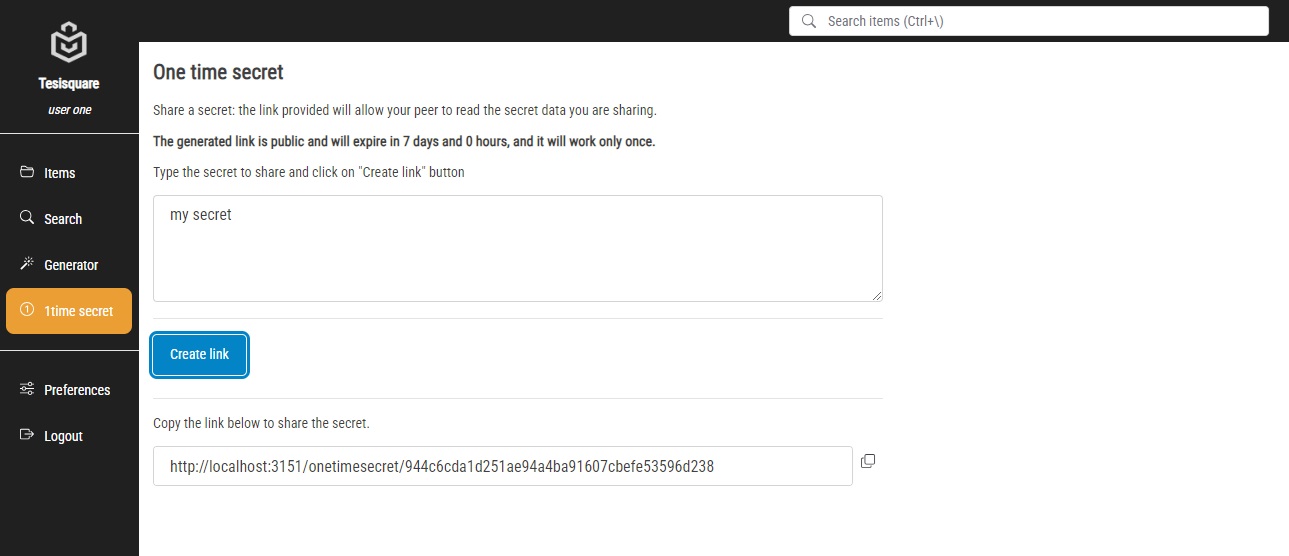 Search items (Ctrl+\)
Tesisquare
user one
Items
Search
Generator
1time secret
Preferences
Logout
One time secret
Share a secret: the link provided will allow your peer to read the secret data you are sharing.
The generated link is public and will expire in 7 days and 0 hours, and it will work only once.
Type the secret to share and click on "Create link" button
my secret
Create link
Copy the link below to share the secret.
http://localhost:3151/onetimesecret/944c6cda1d251ae94a4ba91607cbefe53596d238